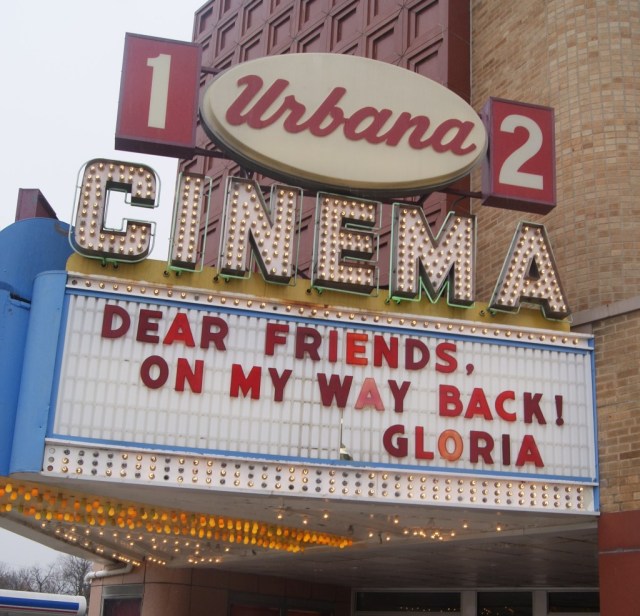 1 Urbana 2
CINEMA
DEAR FRIENDS,
ON MY WAY BACK!
GLORIA